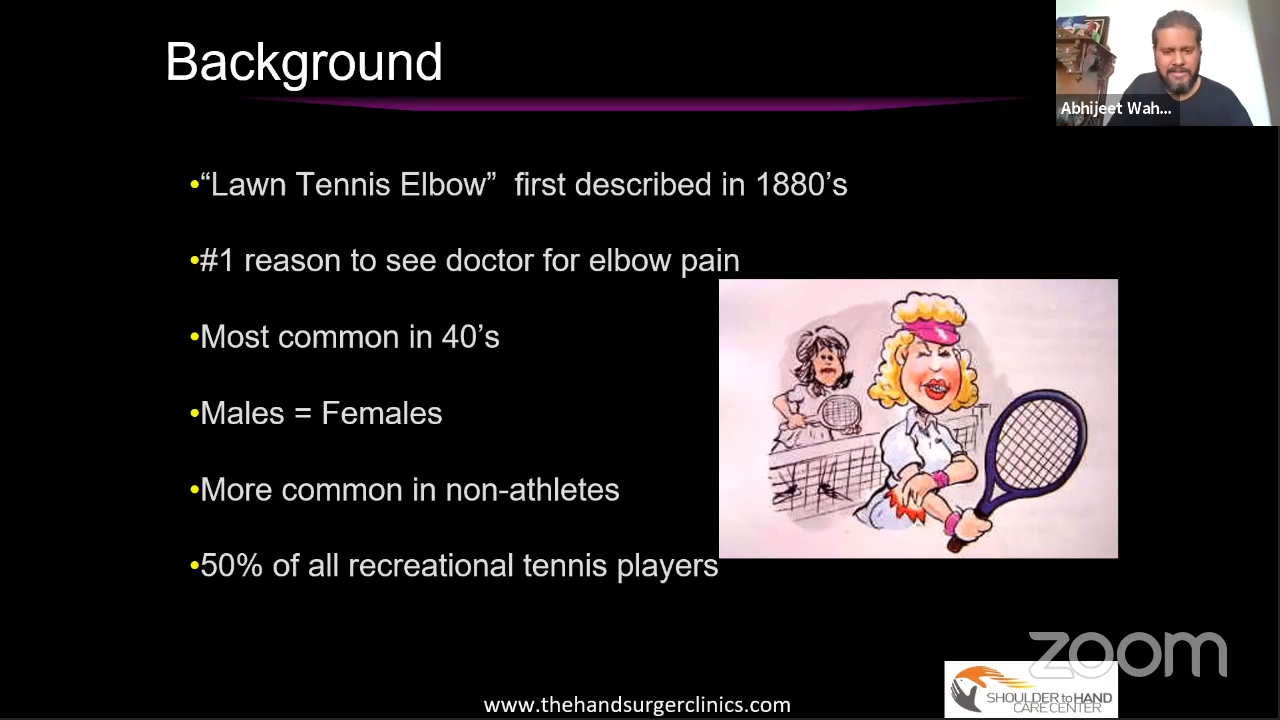 Background
Abhijeet Wah...
•“Lawn Tennis Elbow”  first described in 1880’s
•#1 reason to see doctor for elbow pain
•Most common in 40’s
•Males = Females
•More common in non-athletes
•50% of all recreational tennis players
zoom
SHOULDER to HAND
CARE CENTER
www.thehandsurgerclinics.com